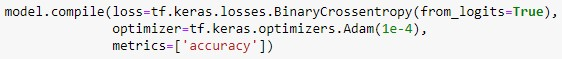 model.compile(loss=tf.keras.losses.BinaryCrossentropy(from_logits=True),
optimizer=tf.keras.optimizers.Adam(1e-4),
metrics=['accuracy'])